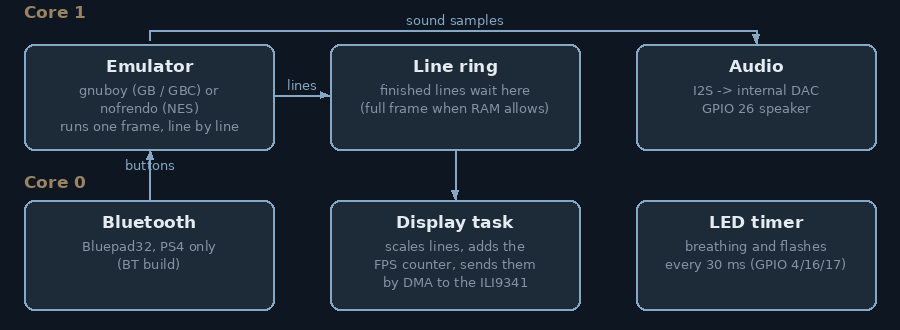 Core 1
sound samples
Emulator
gnuboy (GB / GBC) or
nofrendo (NES)
runs one frame, line by line
lines
Line ring
finished lines wait here
(full frame when RAM allows)
Audio
I2S -> internal DAC
GPIO 26 speaker
buttons
Core 0
Bluetooth
Bluepad32, PS4 only
(BT build)
Display task
scales lines, adds the
FPS counter, sends them
by DMA to the ILI9341
LED timer
breathing and flashes
every 30 ms (GPIO 4/16/17)